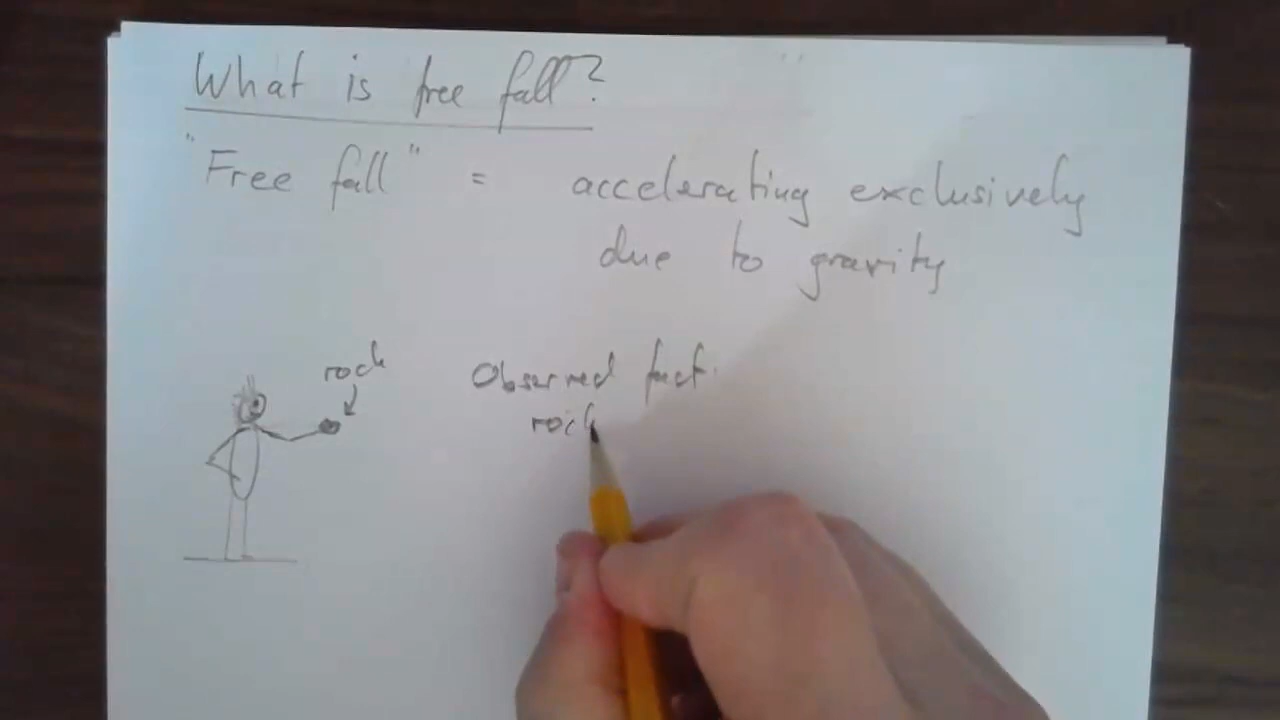 What is free fall?
"Free fall" = accelerating exclusively
due to gravity
rock
Observed fact:
rock